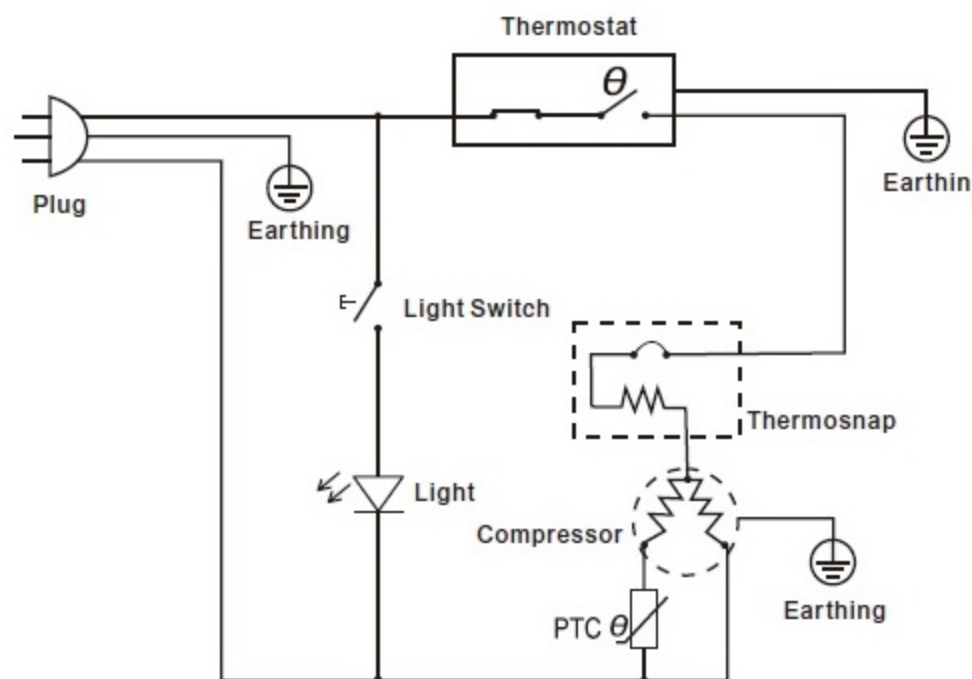 Thermostat
θ
Plug
Earthing
Earthin
Light Switch
Thermosnap
Light
Compressor
PTC θ
Earthing